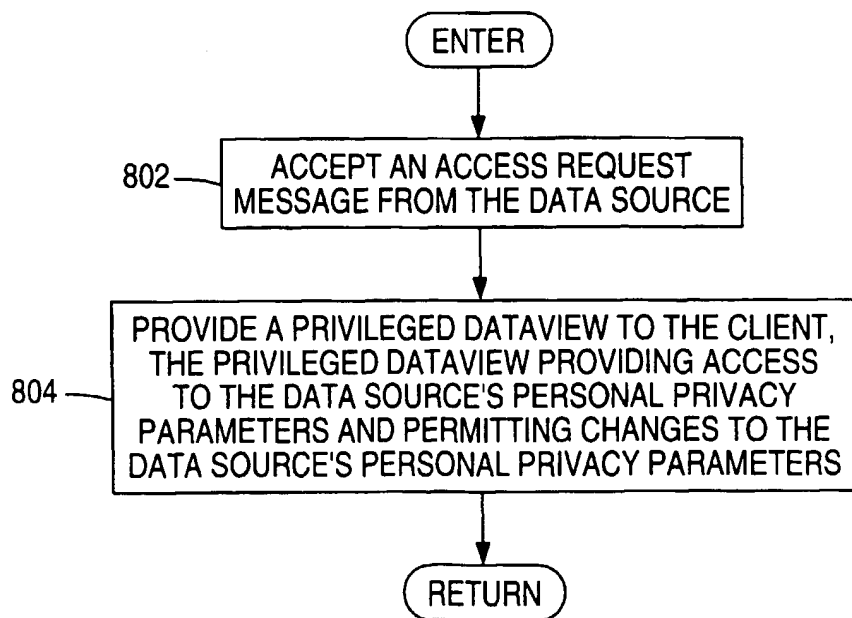 ENTER
802
ACCEPT AN ACCESS REQUEST
MESSAGE FROM THE DATA SOURCE
804
PROVIDE A PRIVILEGED DATAVIEW TO THE CLIENT,
THE PRIVILEGED DATAVIEW PROVIDING ACCESS
TO THE DATA SOURCE'S PERSONAL PRIVACY
PARAMETERS AND PERMITTING CHANGES TO THE
DATA SOURCE'S PERSONAL PRIVACY PARAMETERS
RETURN